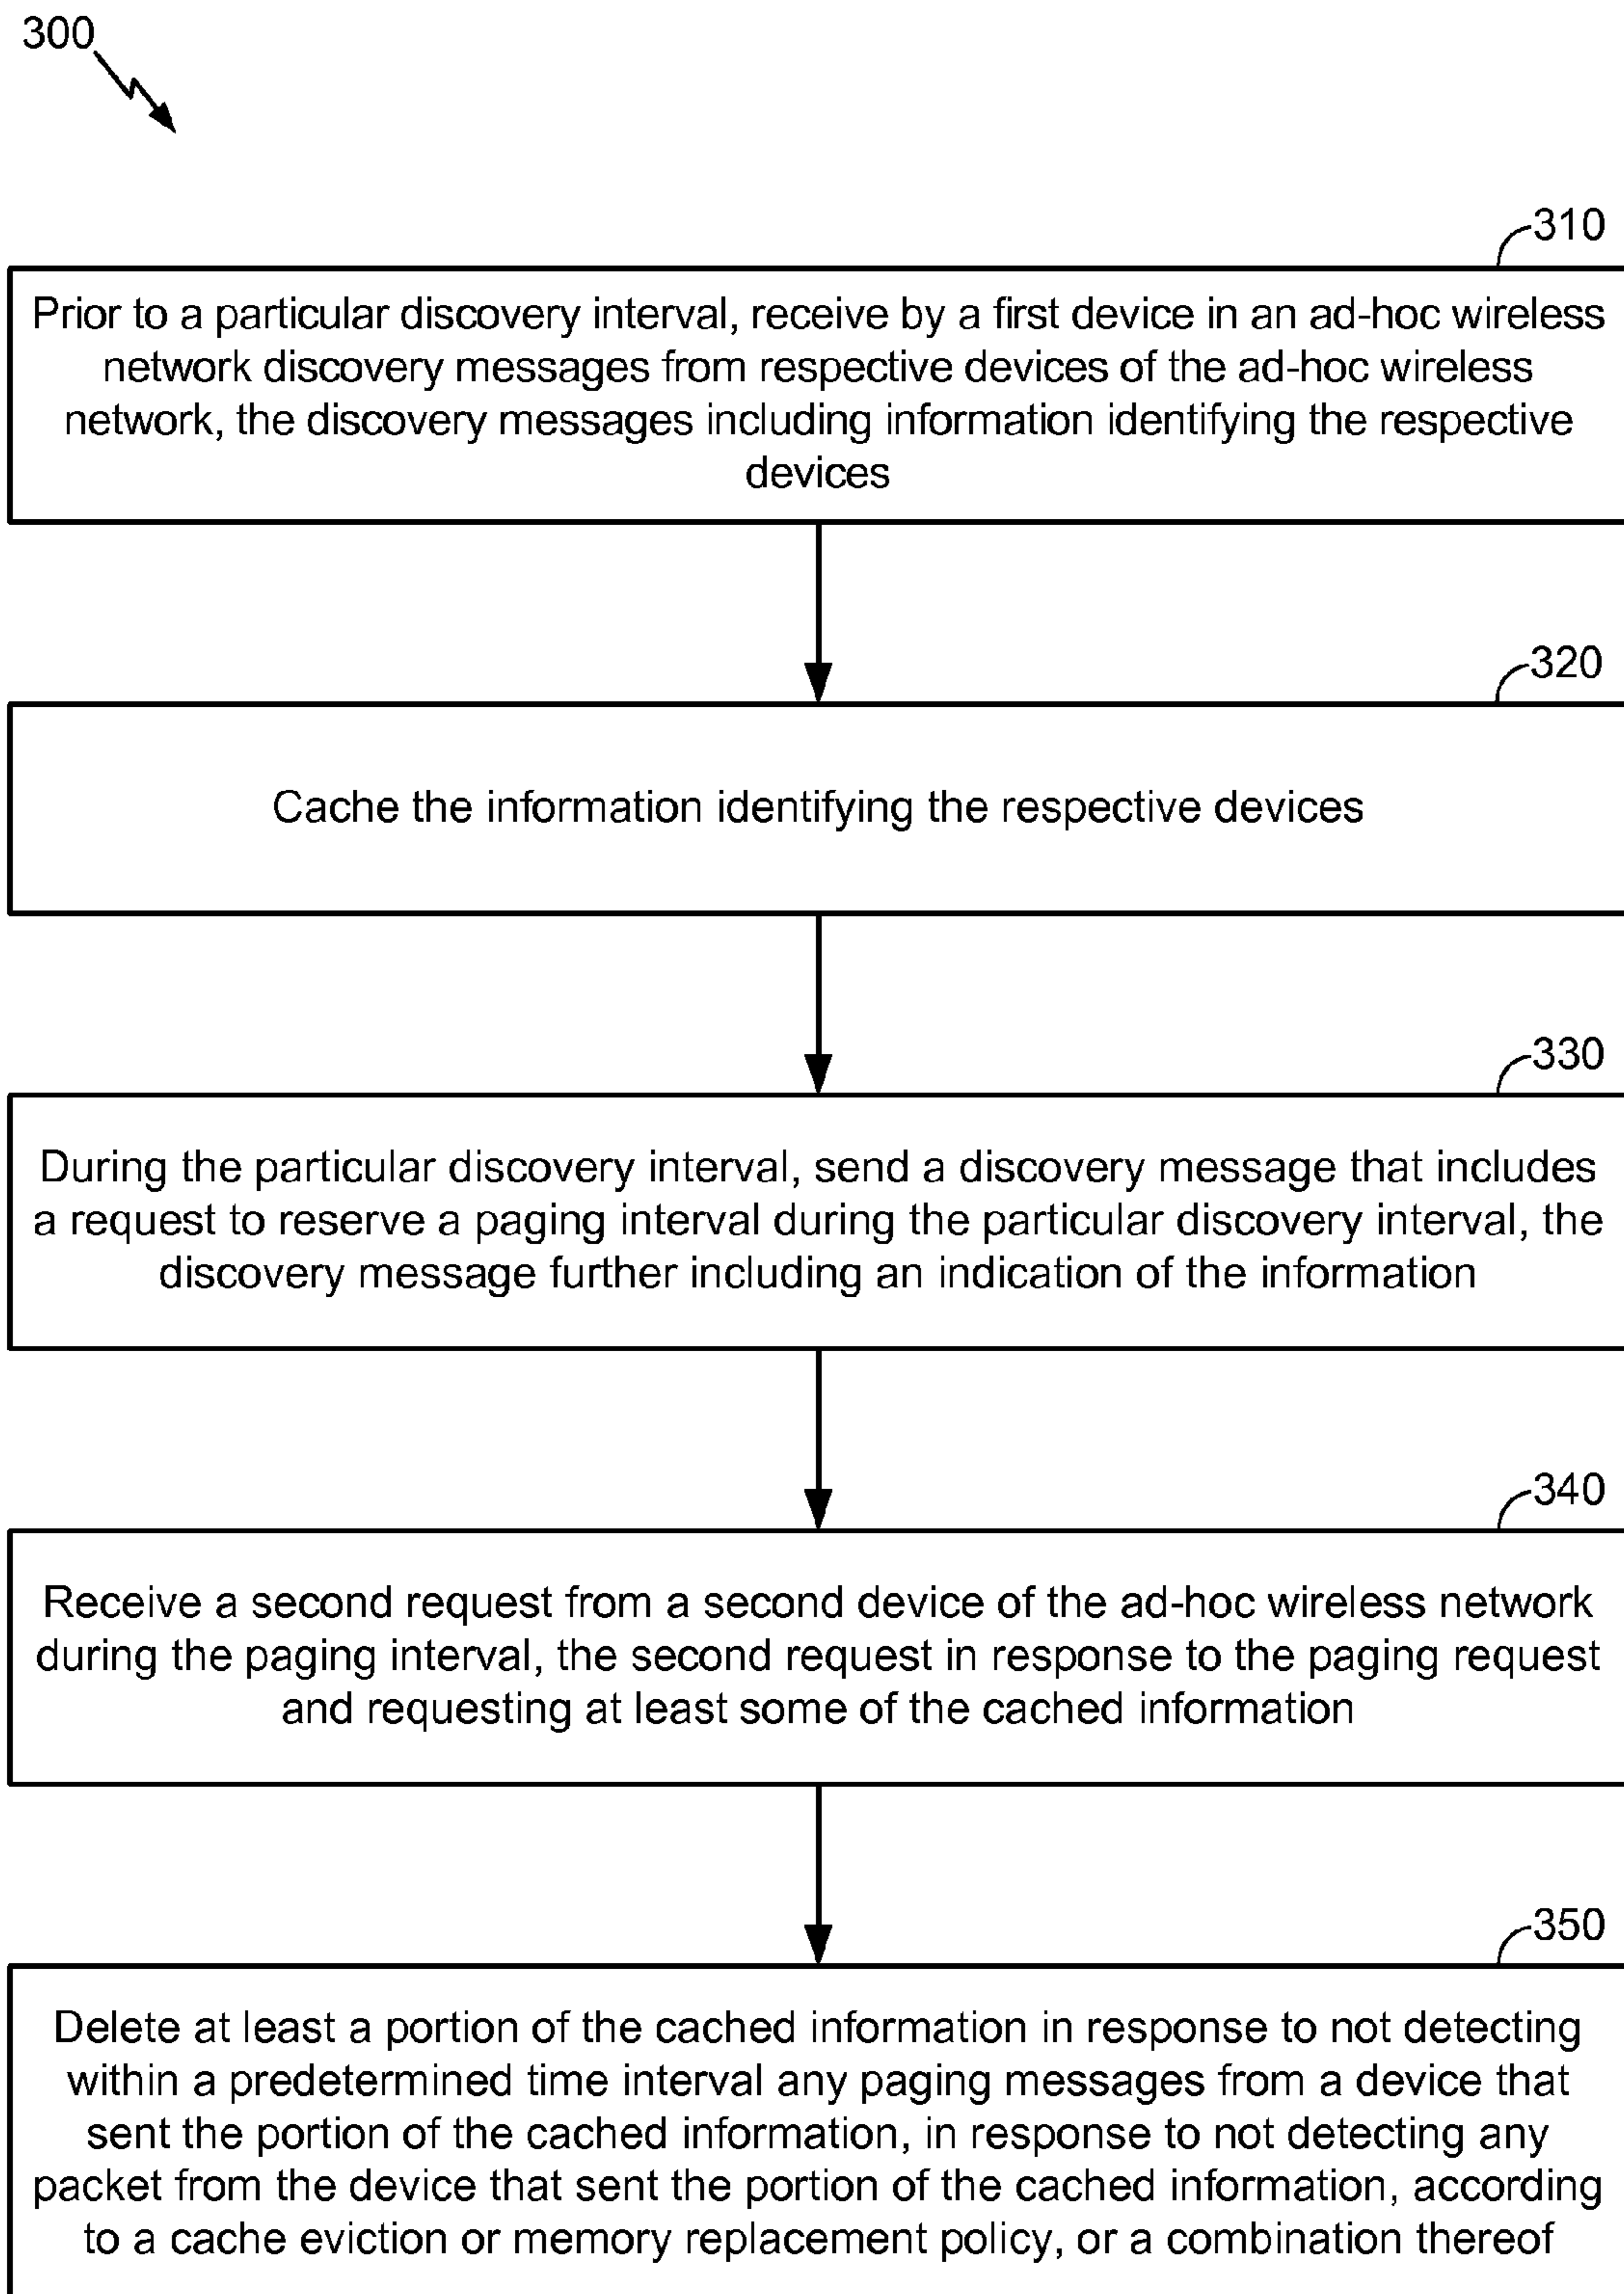 300
310
Prior to a particular discovery interval, receive by a first device in an ad-hoc wireless
network discovery messages from respective devices of the ad-hoc wireless
network, the discovery messages including information identifying the respective
devices
320
Cache the information identifying the respective devices
330
During the particular discovery interval, send a discovery message that includes
a request to reserve a paging interval during the particular discovery interval, the
discovery message further including an indication of the information
340
Receive a second request from a second device of the ad-hoc wireless network
during the paging interval, the second request in response to the paging request
and requesting at least some of the cached information
350
Delete at least a portion of the cached information in response to not detecting
within a predetermined time interval any paging messages from a device that
sent the portion of the cached information, in response to not detecting any
packet from the device that sent the portion of the cached information, according
to a cache eviction or memory replacement policy, or a combination thereof